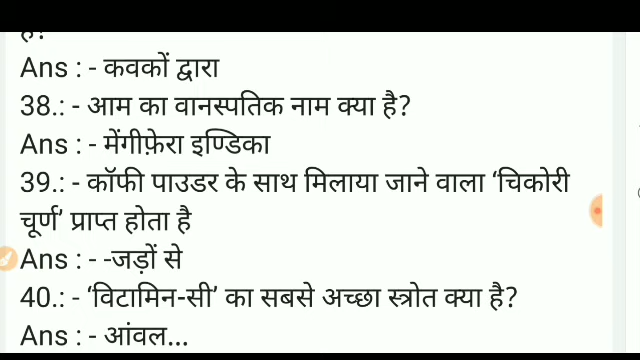 Ans : - कवकों द्वारा
38.: - आम का वानस्पतिक नाम क्या है?
Ans : - मेंगीफ़ेरा इण्डिका
39.: - कॉफी पाउडर के साथ मिलाया जाने वाला ‘चिकोरी
चूर्ण’ प्राप्त होता है
Ans : - -जड़ों से
40.: - ‘विटामिन-सी’ का सबसे अच्छा स्त्रोत क्या है?
Ans : - आंवल...